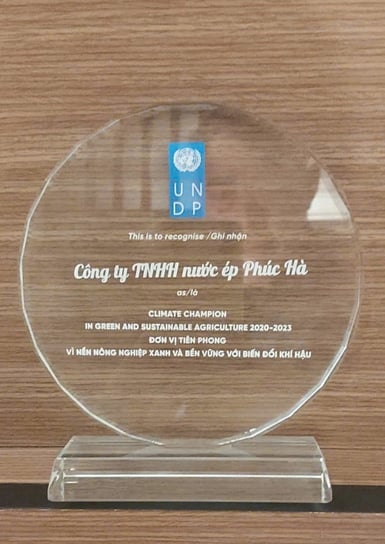 UN
DP
This is to recognise /Ghi nhận
Công ty TNHH nước ép Phúc Hà
as/là
CLIMATE CHAMPION
IN GREEN AND SUSTAINABLE AGRICULTURE 2020-2023
ĐƠN VỊ TIÊN PHONG
VÌ NỀN NÔNG NGHIỆP XANH VÀ BỀN VỮNG VỚI BIẾN ĐỔI KHÍ HẬU